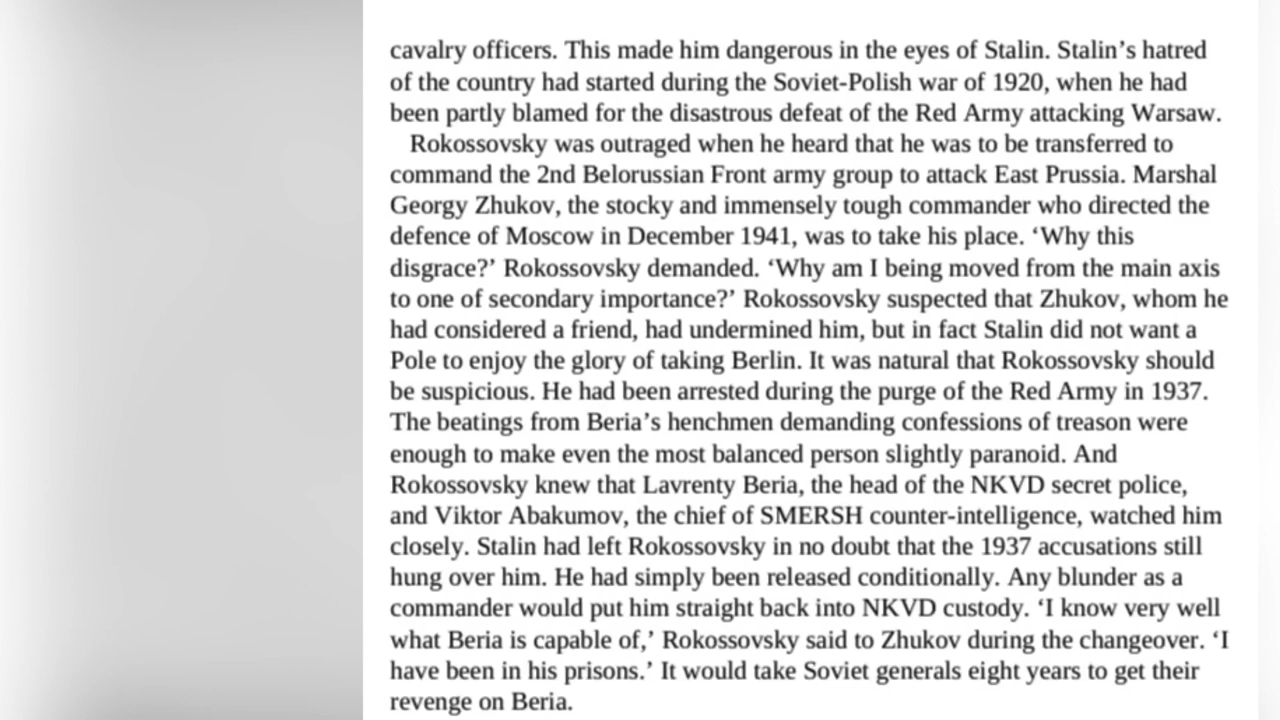 cavalry officers. This made him dangerous in the eyes of Stalin. Stalin’s hatred
of the country had started during the Soviet-Polish war of 1920, when he had
been partly blamed for the disastrous defeat of the Red Army attacking Warsaw.
Rokossovsky was outraged when he heard that he was to be transferred to
command the 2nd Belorussian Front army group to attack East Prussia. Marshal
Georgy Zhukov, the stocky and immensely tough commander who directed the
defence of Moscow in December 1941, was to take his place. ‘Why this
disgrace?’ Rokossovsky demanded. ‘Why am I being moved from the main axis
to one of secondary importance?’ Rokossovsky suspected that Zhukov, whom he
had considered a friend, had undermined him, but in fact Stalin did not want a
Pole to enjoy the glory of taking Berlin. It was natural that Rokossovsky should
be suspicious. He had been arrested during the purge of the Red Army in 1937.
The beatings from Beria’s henchmen demanding confessions of treason were
enough to make even the most balanced person slightly paranoid. And
Rokossovsky knew that Lavrenty Beria, the head of the NKVD secret police,
and Viktor Abakumov, the chief of SMERSH counter-intelligence, watched him
closely. Stalin had left Rokossovsky in no doubt that the 1937 accusations still
hung over him. He had simply been released conditionally. Any blunder as a
commander would put him straight back into NKVD custody. ‘I know very well
what Beria is capable of,’ Rokossovsky said to Zhukov during the changeover. ‘I
have been in his prisons.’ It would take Soviet generals eight years to get their
revenge on Beria.